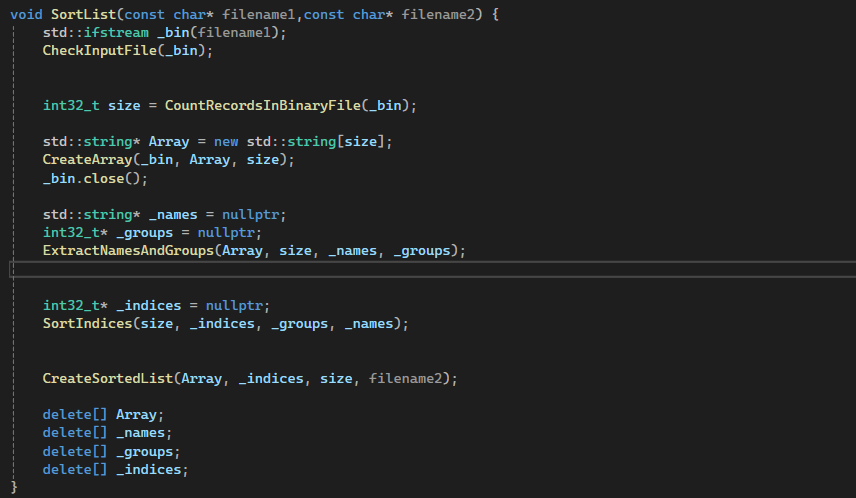 void SortList(const char* filename1,const char* filename2) {
    std::ifstream _bin(filename1);
    CheckInputFile(_bin);
    int32_t size = CountRecordsInBinaryFile(_bin);
    std::string* Array = new std::string[size];
    CreateArray(_bin, Array, size);
    _bin.close();
    std::string* _names = nullptr;
    int32_t* _groups = nullptr;
    ExtractNamesAndGroups(Array, size, _names, _groups);
    int32_t* _indices = nullptr;
    SortIndices(size, _indices, _groups, _names);
    CreateSortedList(Array, _indices, size, filename2);
    delete[] Array;
    delete[] _names;
    delete[] _groups;
    delete[] _indices;
}